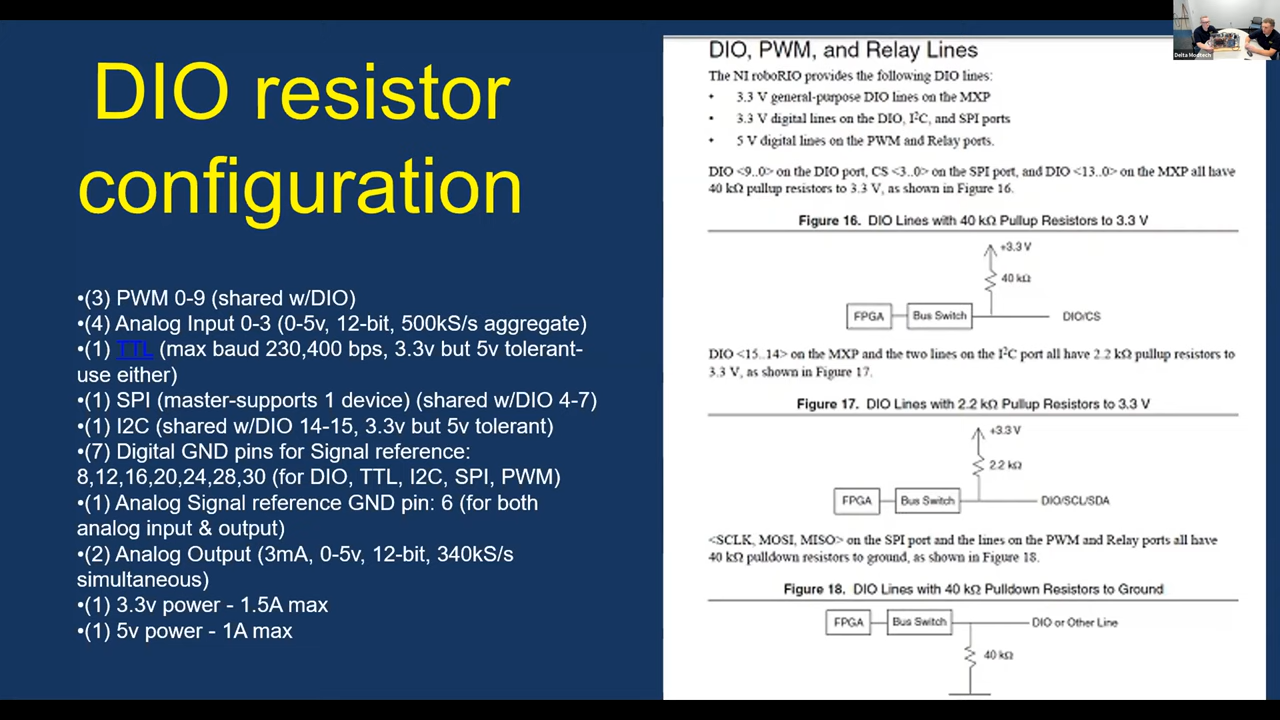 DIO resistor
configuration
•(3) PWM 0-9 (shared w/DIO)
•(4) Analog Input 0-3 (0-5v, 12-bit, 500kS/s aggregate)
•(1) TTL (max baud 230,400 bps, 3.3v but 5v tolerant-
use either)
•(1) SPI (master-supports 1 device) (shared w/DIO 4-7)
•(1) I2C (shared w/DIO 14-15, 3.3v but 5v tolerant)
•(7) Digital GND pins for Signal reference:
8,12,16,20,24,28,30 (for DIO, TTL, I2C, SPI, PWM)
•(1) Analog Signal reference GND pin: 6 (for both
analog input & output)
•(2) Analog Output (3mA, 0-5v, 12-bit, 340kS/s
simultaneous)
•(1) 3.3v power - 1.5A max
•(1) 5v power - 1A max
DIO, PWM, and Relay Lines
The NI roboRIO provides the following DIO lines:
• 3.3 V general-purpose DIO lines on the MXP
• 3.3 V digital lines on the DIO, I²C, and SPI ports
• 5 V digital lines on the PWM and Relay ports.
DIO <9..0> on the DIO port, CS <3..0> on the SPI port, and DIO <13..0> on the MXP all have
40 kΩ pullup resistors to 3.3 V, as shown in Figure 16.
Figure 16. DIO Lines with 40 kΩ Pullup Resistors to 3.3 V
+3.3 V
40 kΩ
FPGA Bus Switch DIO/CS
DIO <15..14> on the MXP and the two lines on the I²C port all have 2.2 kΩ pullup resistors to
3.3 V, as shown in Figure 17.
Figure 17. DIO Lines with 2.2 kΩ Pullup Resistors to 3.3 V
+3.3 V
2.2 kΩ
FPGA Bus Switch DIO/SCL/SDA
<SCLK, MOSI, MISO> on the SPI port and the lines on the PWM and Relay ports all have
40 kΩ pulldown resistors to ground, as shown in Figure 18.
Figure 18. DIO Lines with 40 kΩ Pulldown Resistors to Ground
FPGA Bus Switch DIO or Other Line
40 kΩ
Delta Modtech